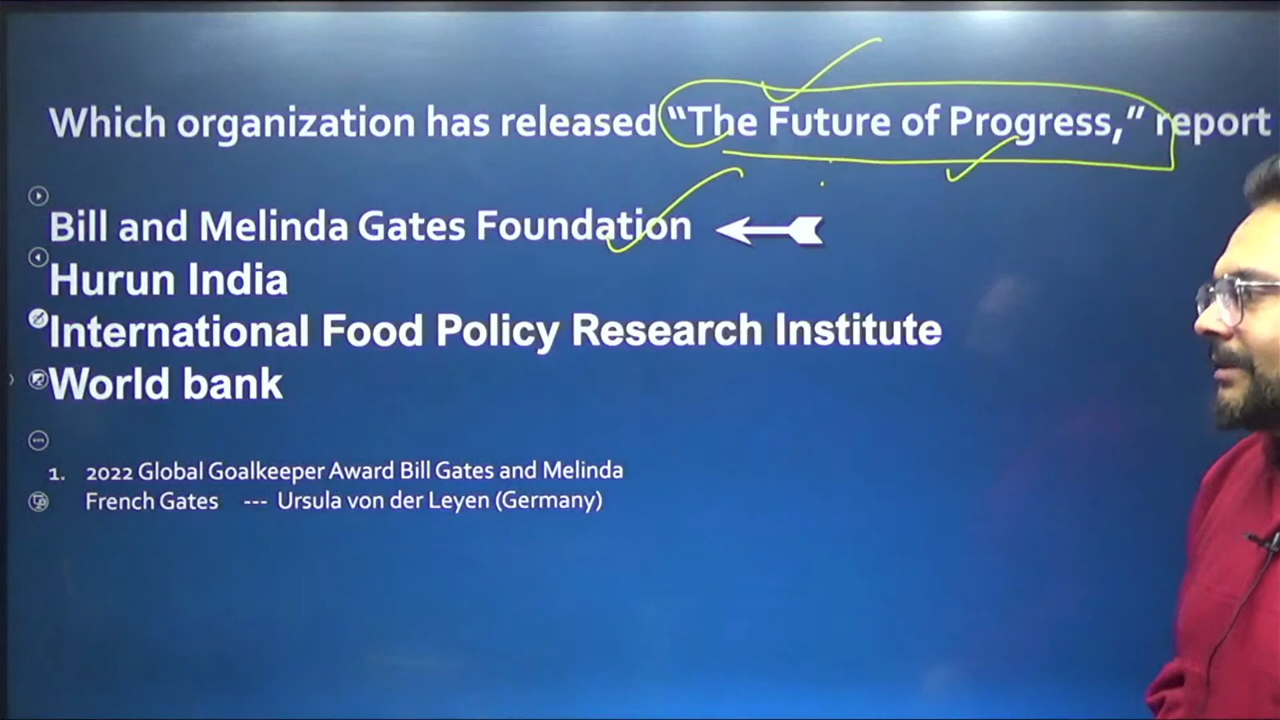 Which organization has released “The Future of Progress,” report
Bill and Melinda Gates Foundation
Hurun India
International Food Policy Research Institute
World bank
1. 2022 Global Goalkeeper Award Bill Gates and Melinda
French Gates --- Ursula von der Leyen (Germany)